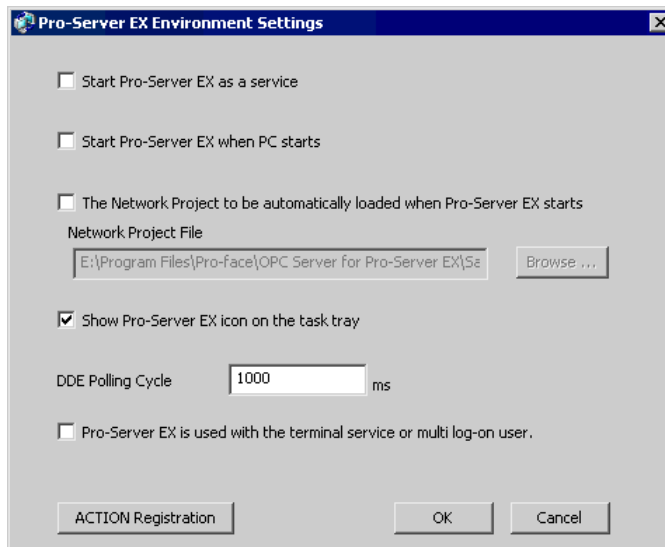 Pro-Server EX Environment Settings
Start Pro-Server EX as a service
Start Pro-Server EX when PC starts
The Network Project to be automatically loaded when Pro-Server EX starts
Network Project File
E:\Program Files\Pro-face\OPC Server for Pro-Server EX\Sa
Browse ...
Show Pro-Server EX icon on the task tray
DDE Polling Cycle 1000 ms
Pro-Server EX is used with the terminal service or multi log-on user.
ACTION Registration OK Cancel